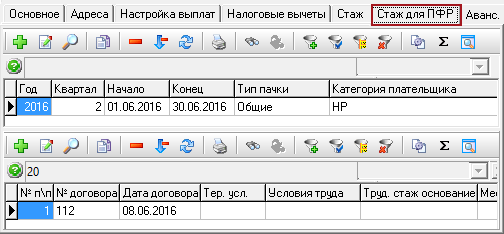 Основное Адреса Настройка выплат Налоговые вычеты Стаж Стаж для ПФР Аванс.
Год Квартал Начало Конец Тип пачки Категория плательщика
2016 2 01.06.2016 30.06.2016 Общие НР
20
№ п\п № договора Дата договора Тер. усл. Условия труда Труд. стаж основание Мес
1 112 08.06.2016